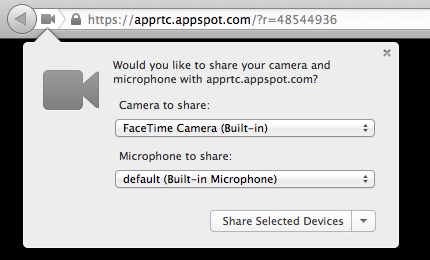 https://apprtc.appspot.com/?r=48544936
Would you like to share your camera and
microphone with apprtc.appspot.com?
Camera to share:
FaceTime Camera (Built-in)
Microphone to share:
default (Built-in Microphone)
Share Selected Devices